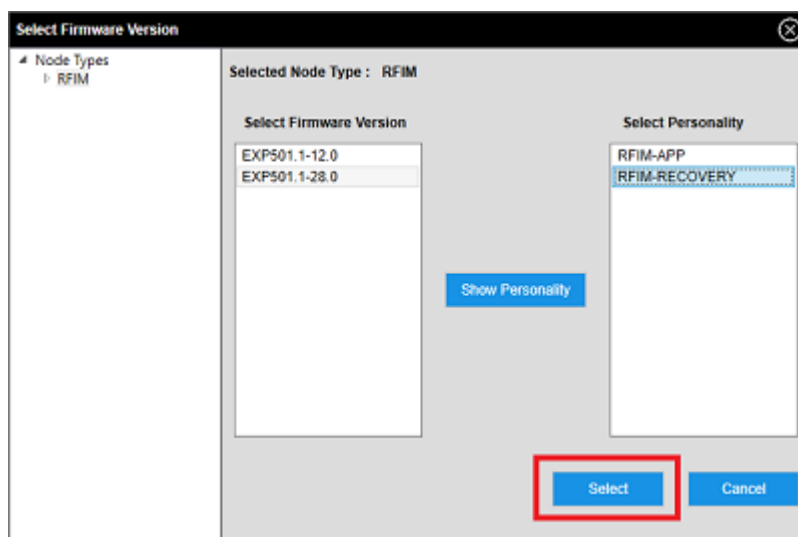 Select Firmware Version
Node Types
RFIM
Selected Node Type : RFIM
Select Firmware Version
EXP501.1-12.0
EXP501.1-28.0
Show Personality
Select Personality
RFIM-APP
RFIM-RECOVERY
Select
Cancel